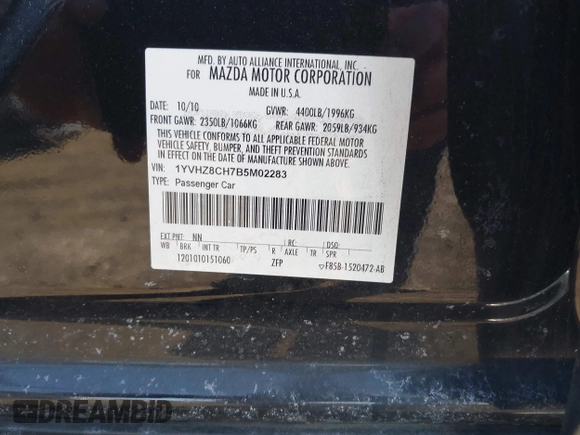 MFD. BY AUTO ALLIANCE INTERNATIONAL, INC.
FOR MAZDA MOTOR CORPORATION
MADE IN U.S.A.
DATE: 10/10 GVWR: 4400LB/1996KG
FRONT GAWR: 2350LB/1066KG REAR GAWR: 2059LB/934KG
THIS VEHICLE CONFORMS TO ALL APPLICABLE FEDERAL MOTOR
VEHICLE SAFETY, BUMPER, AND THEFT PREVENTION STANDARDS
IN EFFECT ON THE DATE OF MANUFACTURE SHOWN ABOVE.
VIN: 1YVHZ8CH7B5M02283
TYPE: Passenger Car
EXT PNT: NN RC: DSO:
WB BRK INT TR TP/PS R AXLE TR SPR
1201010151060 ZFP F85B-1520472-AB
DREAMBID